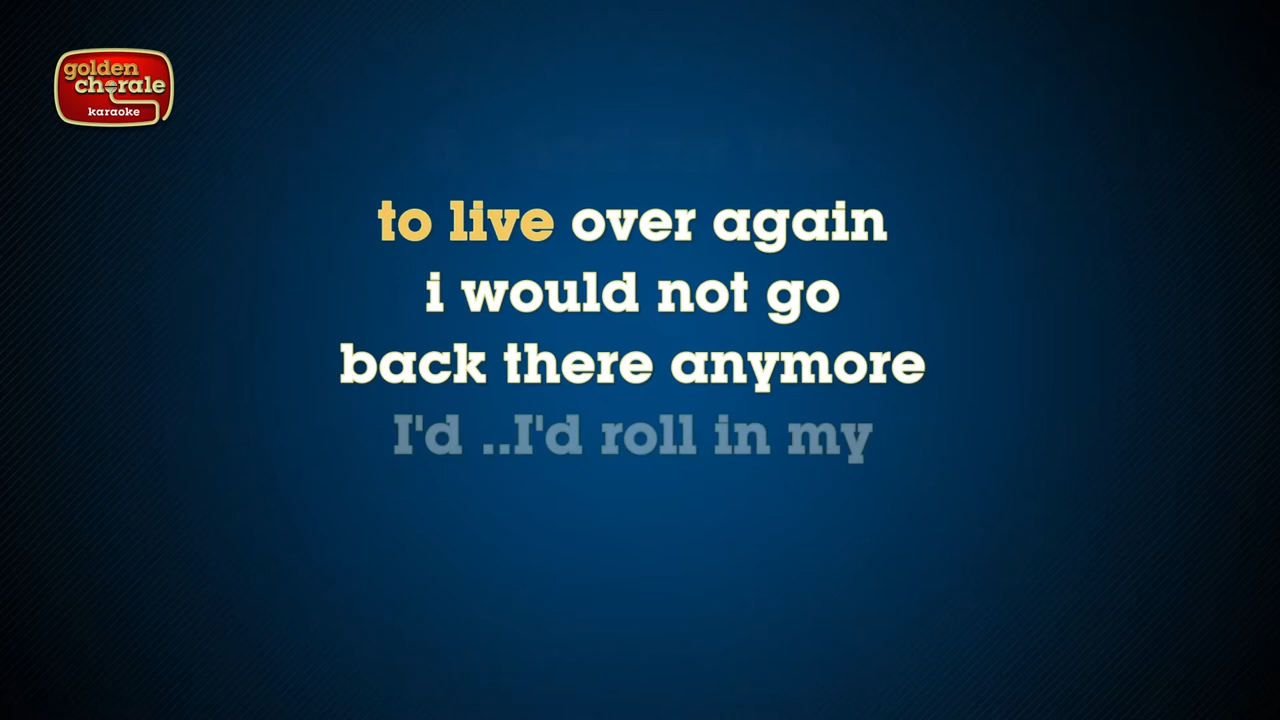 golden
chorale
karaoke
to live over again
i would not go
back there anymore
I'd ..I'd roll in my